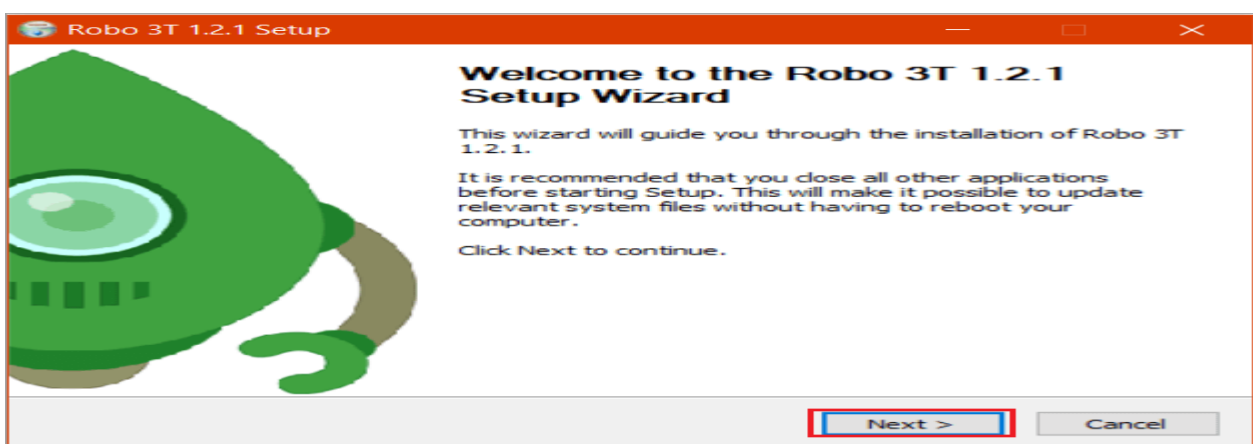 Robo 3T 1.2.1 Setup
Welcome to the Robo 3T 1.2.1
Setup Wizard
This wizard will guide you through the installation of Robo 3T
1.2.1.
It is recommended that you close all other applications
before starting Setup. This will make it possible to update
relevant system files without having to reboot your
computer.
Click Next to continue.
Next >
Cancel